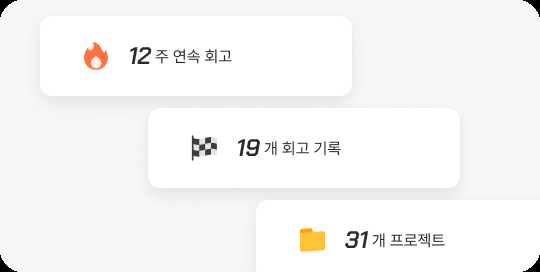 12 주 연속 회고
19 개 회고 기록
31 개 프로젝트